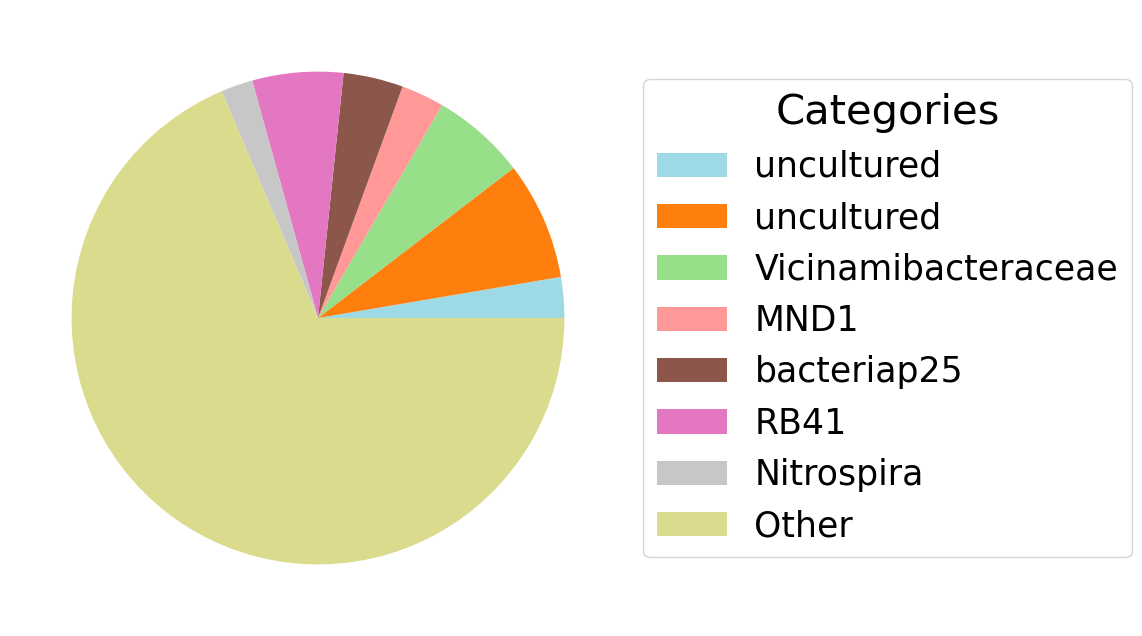 Categories
uncultured
uncultured
Vicinamibacteraceae
MND1
bacteriap25
RB41
Nitrospira
Other